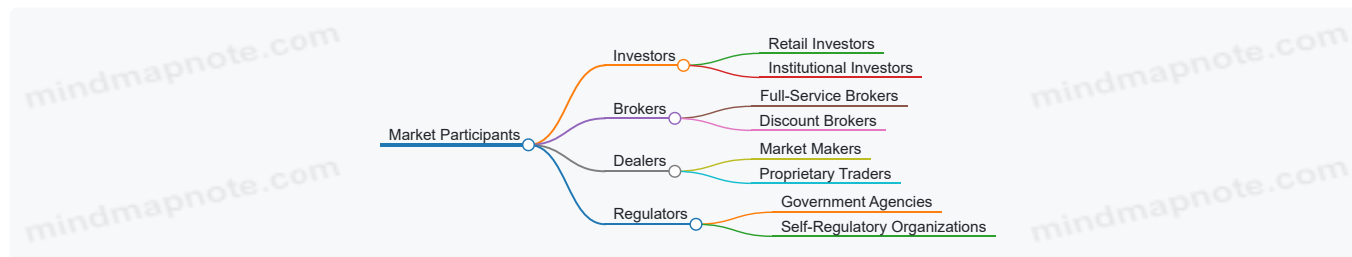 mindmapnote.com
mindmapnote.com
Market Participants
Investors
Retail Investors
Institutional Investors
Brokers
Full-Service Brokers
Discount Brokers
Dealers
Market Makers
Proprietary Traders
Regulators
Government Agencies
Self-Regulatory Organizations
mindmapnote.com
mindmapnote.com